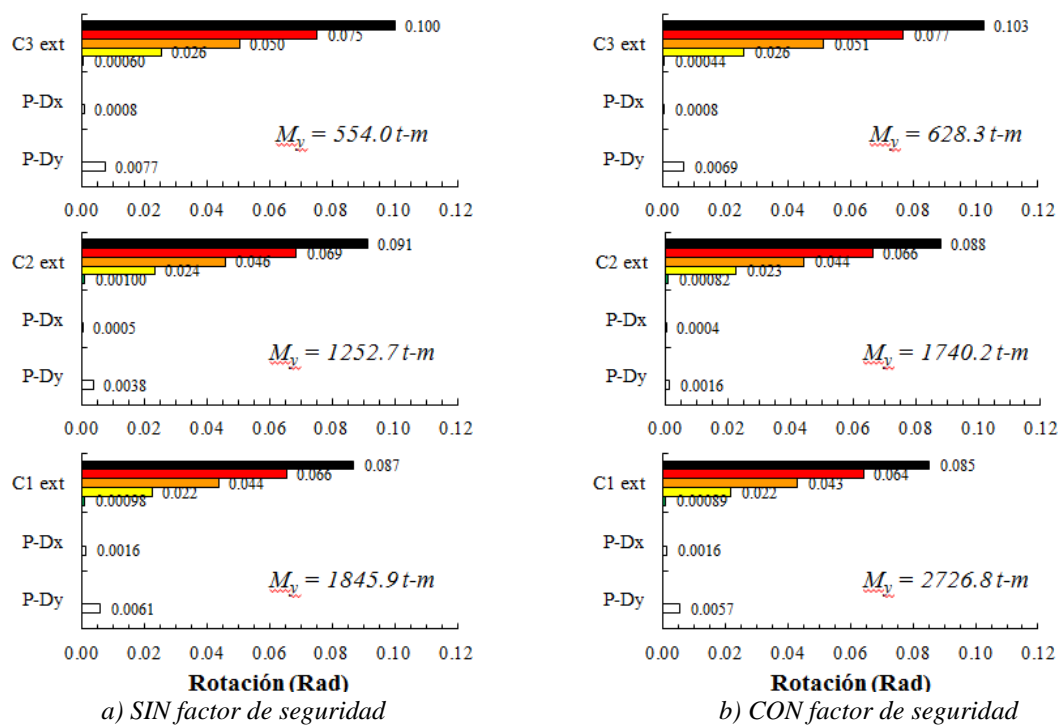 C3 ext
0.100
0.075
0.050
0.026
0.00060
P-Dx
0.0008
M_y = 554.0 t-m
P-Dy
0.0077
0.00 0.02 0.04 0.06 0.08 0.10 0.12
C2 ext
0.091
0.069
0.046
0.024
0.00100
P-Dx
0.0005
M_y = 1252.7 t-m
P-Dy
0.0038
0.00 0.02 0.04 0.06 0.08 0.10 0.12
C1 ext
0.087
0.066
0.044
0.022
0.00098
P-Dx
0.0016
M_y = 1845.9 t-m
P-Dy
0.0061
0.00 0.02 0.04 0.06 0.08 0.10 0.12
Rotación (Rad)
a) SIN factor de seguridad
C3 ext
0.103
0.077
0.051
0.026
0.00044
P-Dx
0.0008
M_y = 628.3 t-m
P-Dy
0.0069
0.00 0.02 0.04 0.06 0.08 0.10 0.12
C2 ext
0.088
0.066
0.044
0.023
0.00082
P-Dx
0.0004
M_y = 1740.2 t-m
P-Dy
0.0016
0.00 0.02 0.04 0.06 0.08 0.10 0.12
C1 ext
0.085
0.064
0.043
0.022
0.00089
P-Dx
0.0016
M_y = 2726.8 t-m
P-Dy
0.0057
0.00 0.02 0.04 0.06 0.08 0.10 0.12
Rotación (Rad)
b) CON factor de seguridad